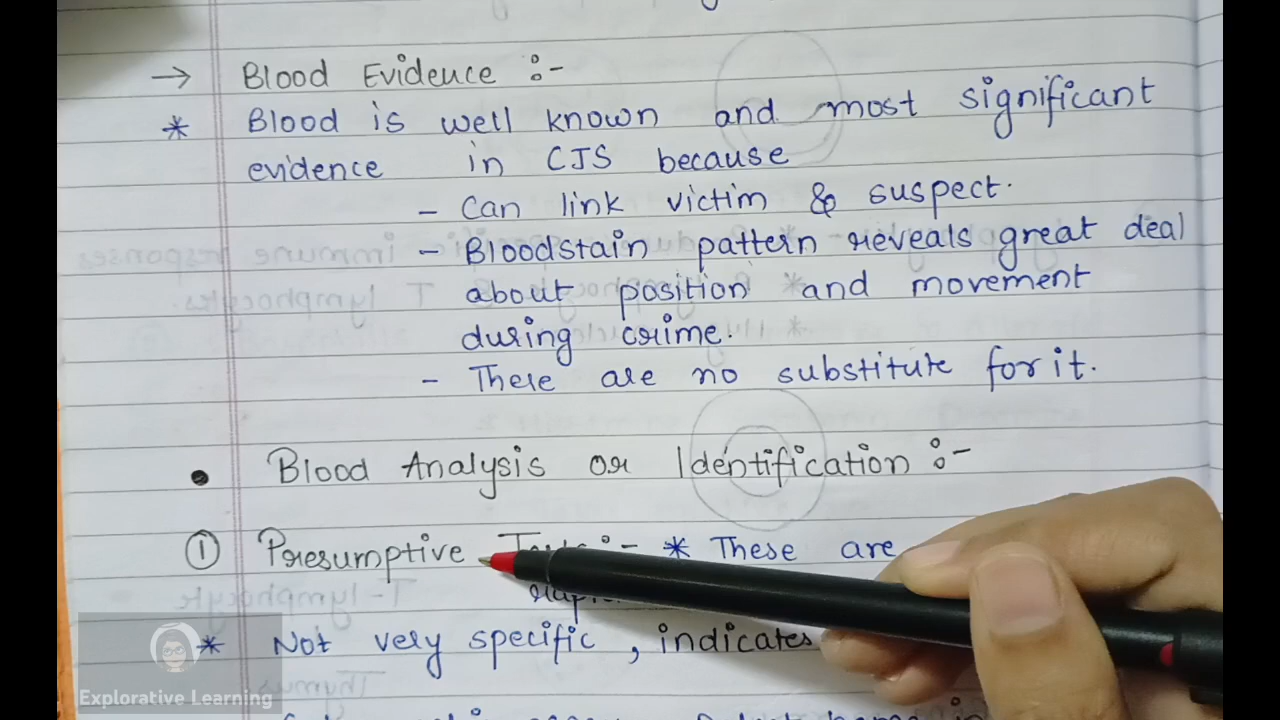 → Blood Evidence :-
* Blood is well known and most significant
evidence in CJS because
- Can link victim & suspect.
- Bloodstain pattern reveals great deal
about position and movement
during crime.
- There are no substitute for it.
• Blood Analysis or Identification :-
① Presumptive :- * These are
* Not very specific, indicates
Explorative Learning